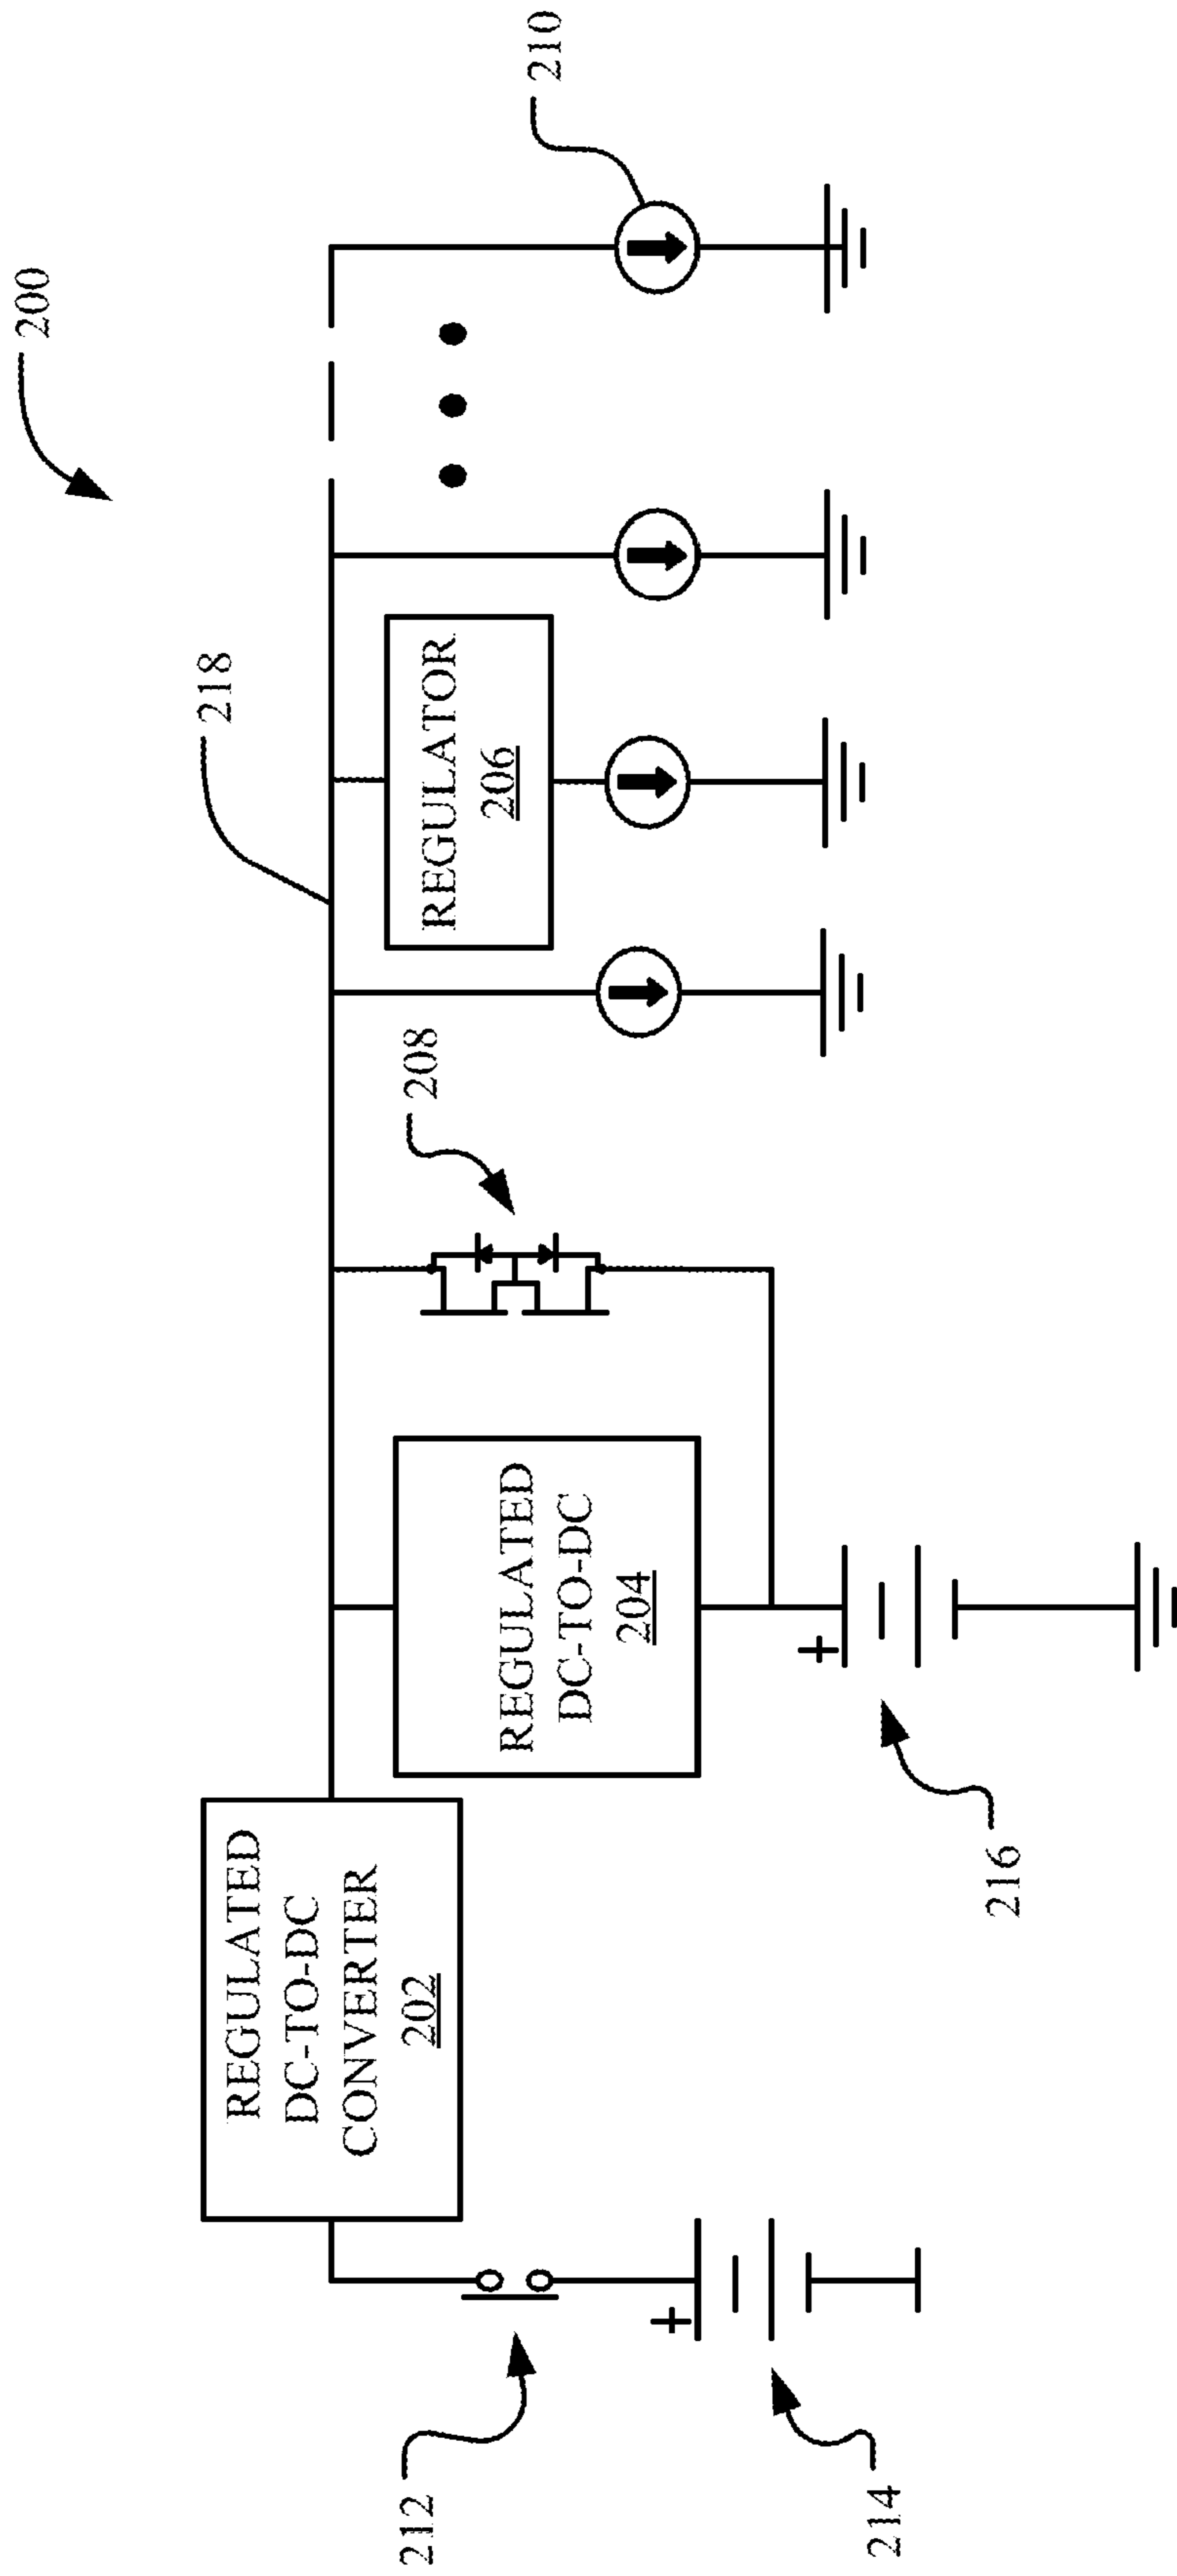 200
218
210
REGULATED
DC-TO-DC
CONVERTER
202
REGULATED
DC-TO-DC
204
208
REGULATOR
206
212
214
216
+
+